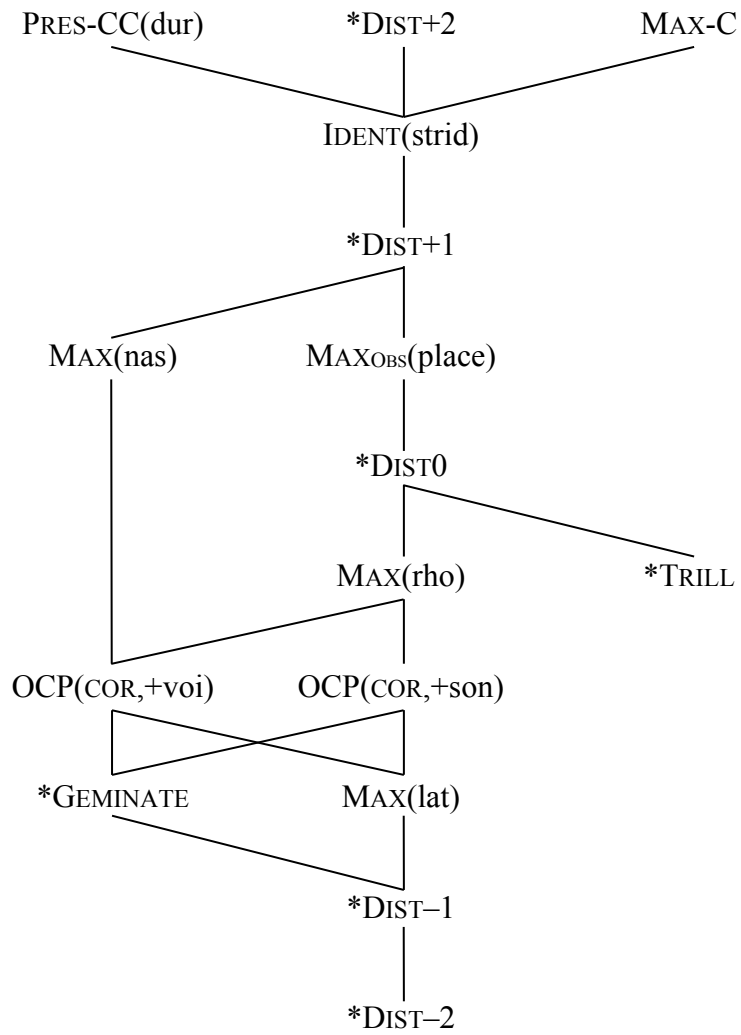 PRES-CC(dur) *DIST+2 MAX-C
IDENT(strid)
*DIST+1
MAX(nas) MAXOBS(place)
*DIST0
MAX(rho) *TRILL
OCP(COR,+voi) OCP(COR,+son)
*GEMINATE MAX(lat)
*DIST–1
*DIST–2